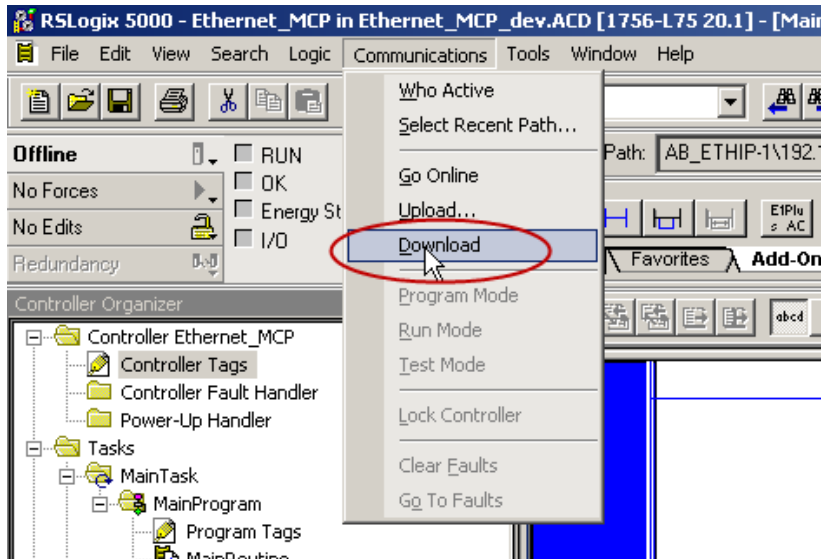 RSLogix 5000 - Ethernet_MCP in Ethernet_MCP_dev.ACD [1756-L75 20.1] - [Mai
File Edit View Search Logic Communications Tools Window Help
Who Active
Select Recent Path...
Offline
RUN
Path: AB_ETHIP-1\192.
No Forces
OK
Go Online
Energy St
Upload...
No Edits
I/O
Download
Favorites
Add-On
Redundancy
Program Mode
Controller Organizer
abcd
Run Mode
Controller Ethernet_MCP
Controller Tags
Test Mode
Controller Fault Handler
Power-Up Handler
Lock Controller
Tasks
MainTask
Clear Faults
MainProgram
Go To Faults
Program Tags
MainRoutine